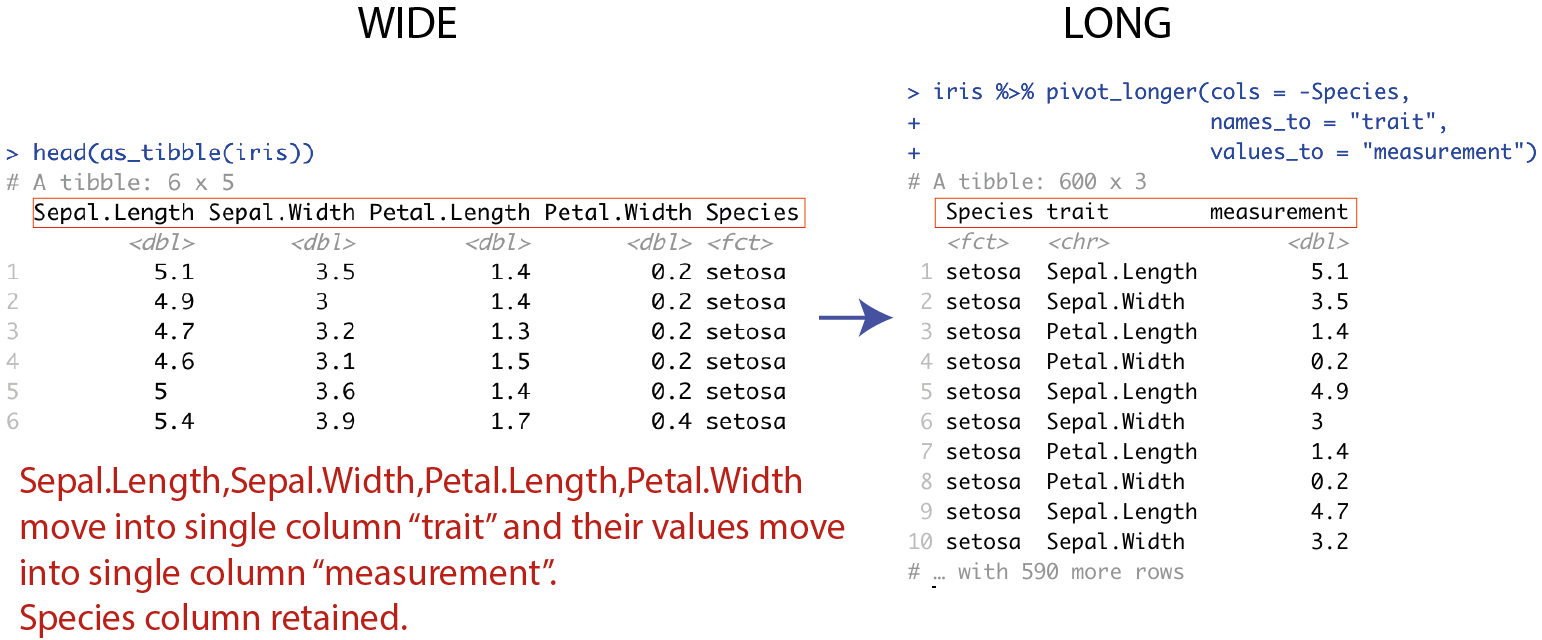 WIDE
> head(as_tibble(iris))
# A tibble: 6 x 5
Sepal.Length Sepal.Width Petal.Length Petal.Width Species
<dbl> <dbl> <dbl> <dbl> <fct>
1 5.1 3.5 1.4 0.2 setosa
2 4.9 3 1.4 0.2 setosa
3 4.7 3.2 1.3 0.2 setosa
4 4.6 3.1 1.5 0.2 setosa
5 5 3.6 1.4 0.2 setosa
6 5.4 3.9 1.7 0.4 setosa
Sepal.Length,Sepal.Width,Petal.Length,Petal.Width
move into single column “trait” and their values move
into single column “measurement”.
Species column retained.
LONG
> iris %>% pivot_longer(cols = -Species,
+ names_to = "trait",
+ values_to = "measurement")
# A tibble: 600 x 3
Species trait measurement
<fct> <chr> <dbl>
1 setosa Sepal.Length 5.1
2 setosa Sepal.Width 3.5
3 setosa Petal.Length 1.4
4 setosa Petal.Width 0.2
5 setosa Sepal.Length 4.9
6 setosa Sepal.Width 3
7 setosa Petal.Length 1.4
8 setosa Petal.Width 0.2
9 setosa Sepal.Length 4.7
10 setosa Sepal.Width 3.2
# … with 590 more rows